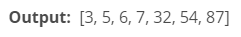 Output: [3, 5, 6, 7, 32, 54, 87]